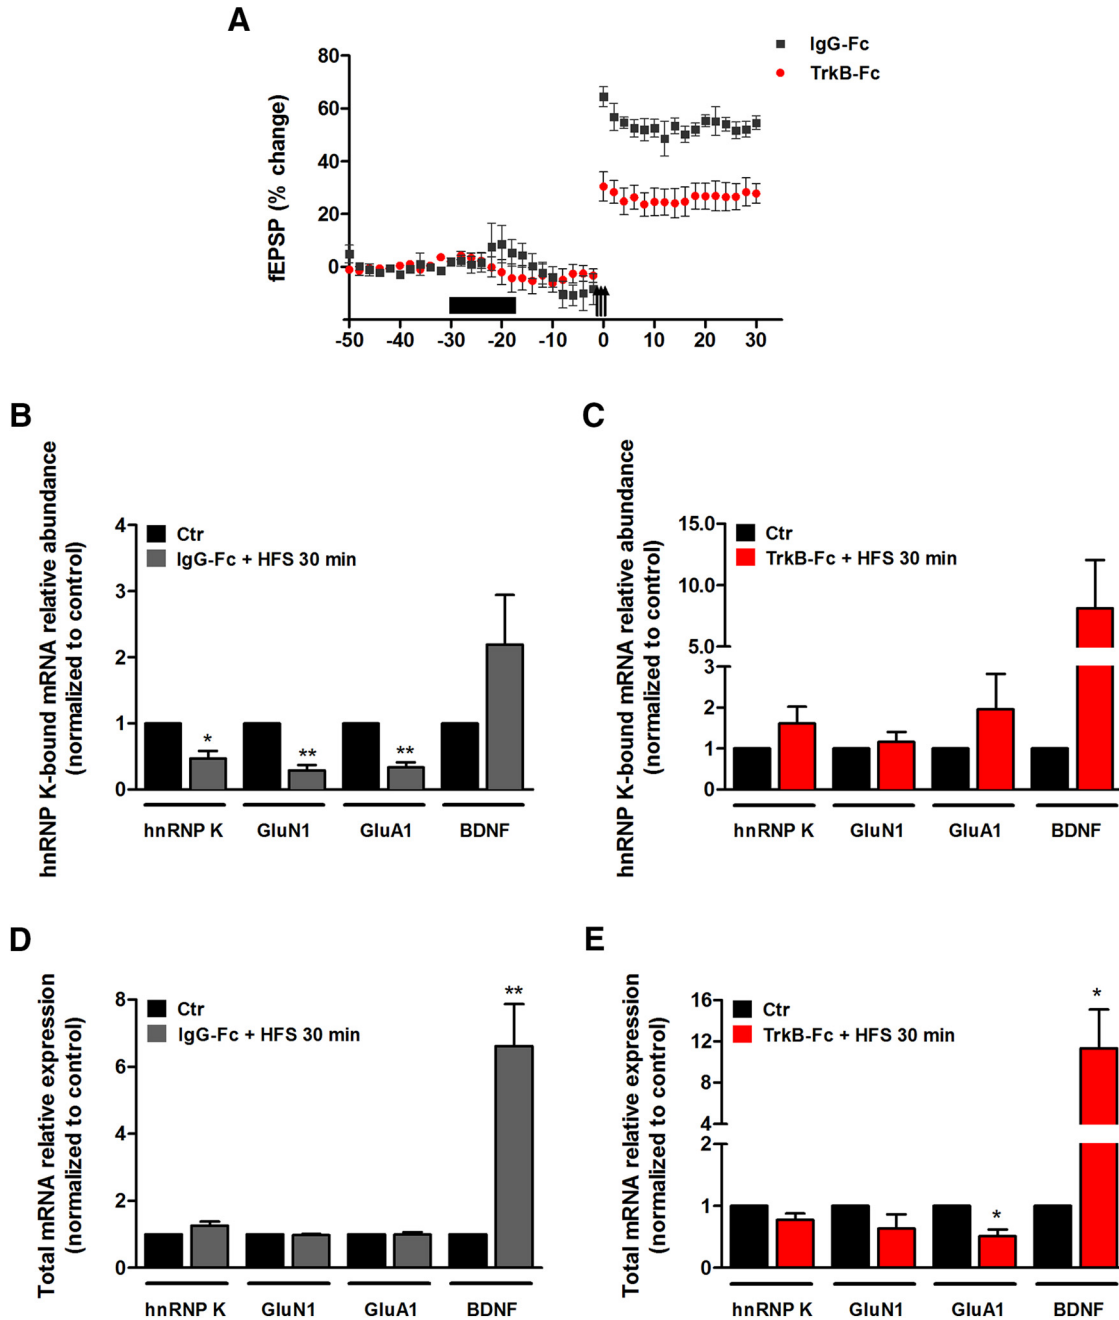 A
IgG-Fc
TrkB-Fc
fEPSP (% change)
80
60
40
20
0
-50 -40 -30 -20 -10 0 10 20 30
B
hnRNP K-bound mRNA relative abundance
(normalized to control)
4
3
2
1
0
Ctr
IgG-Fc + HFS 30 min
* ** **
hnRNP K GluN1 GluA1 BDNF
C
hnRNP K-bound mRNA relative abundance
(normalized to control)
15.0
10.0
5.0
3
2
1
0
Ctr
TrkB-Fc + HFS 30 min
hnRNP K GluN1 GluA1 BDNF
D
Total mRNA relative expression
(normalized to control)
8
6
4
2
0
Ctr
IgG-Fc + HFS 30 min
**
hnRNP K GluN1 GluA1 BDNF
E
Total mRNA relative expression
(normalized to control)
16
12
8
4
2
1
0
Ctr
TrkB-Fc + HFS 30 min
*
*
hnRNP K GluN1 GluA1 BDNF